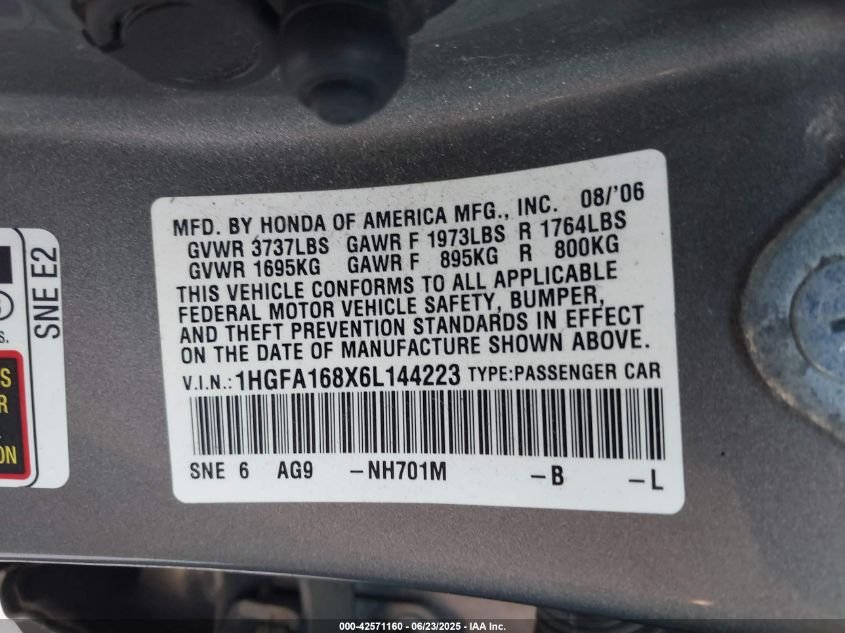 MFD. BY HONDA OF AMERICA MFG., INC. 08/'06
GVWR 3737LBS GAWR F 1973LBS R 1764LBS
GVWR 1695KG GAWR F 895KG R 800KG
THIS VEHICLE CONFORMS TO ALL APPLICABLE
FEDERAL MOTOR VEHICLE SAFETY, BUMPER,
AND THEFT PREVENTION STANDARDS IN EFFECT
ON THE DATE OF MANUFACTURE SHOWN ABOVE.
V.I.N.:1HGFA168X6L144223 TYPE:PASSENGER CAR
SNE 6 AG9 -NH701M -B -L
SNE E2
000-42571160 - 06/23/2025 - IAA Inc.